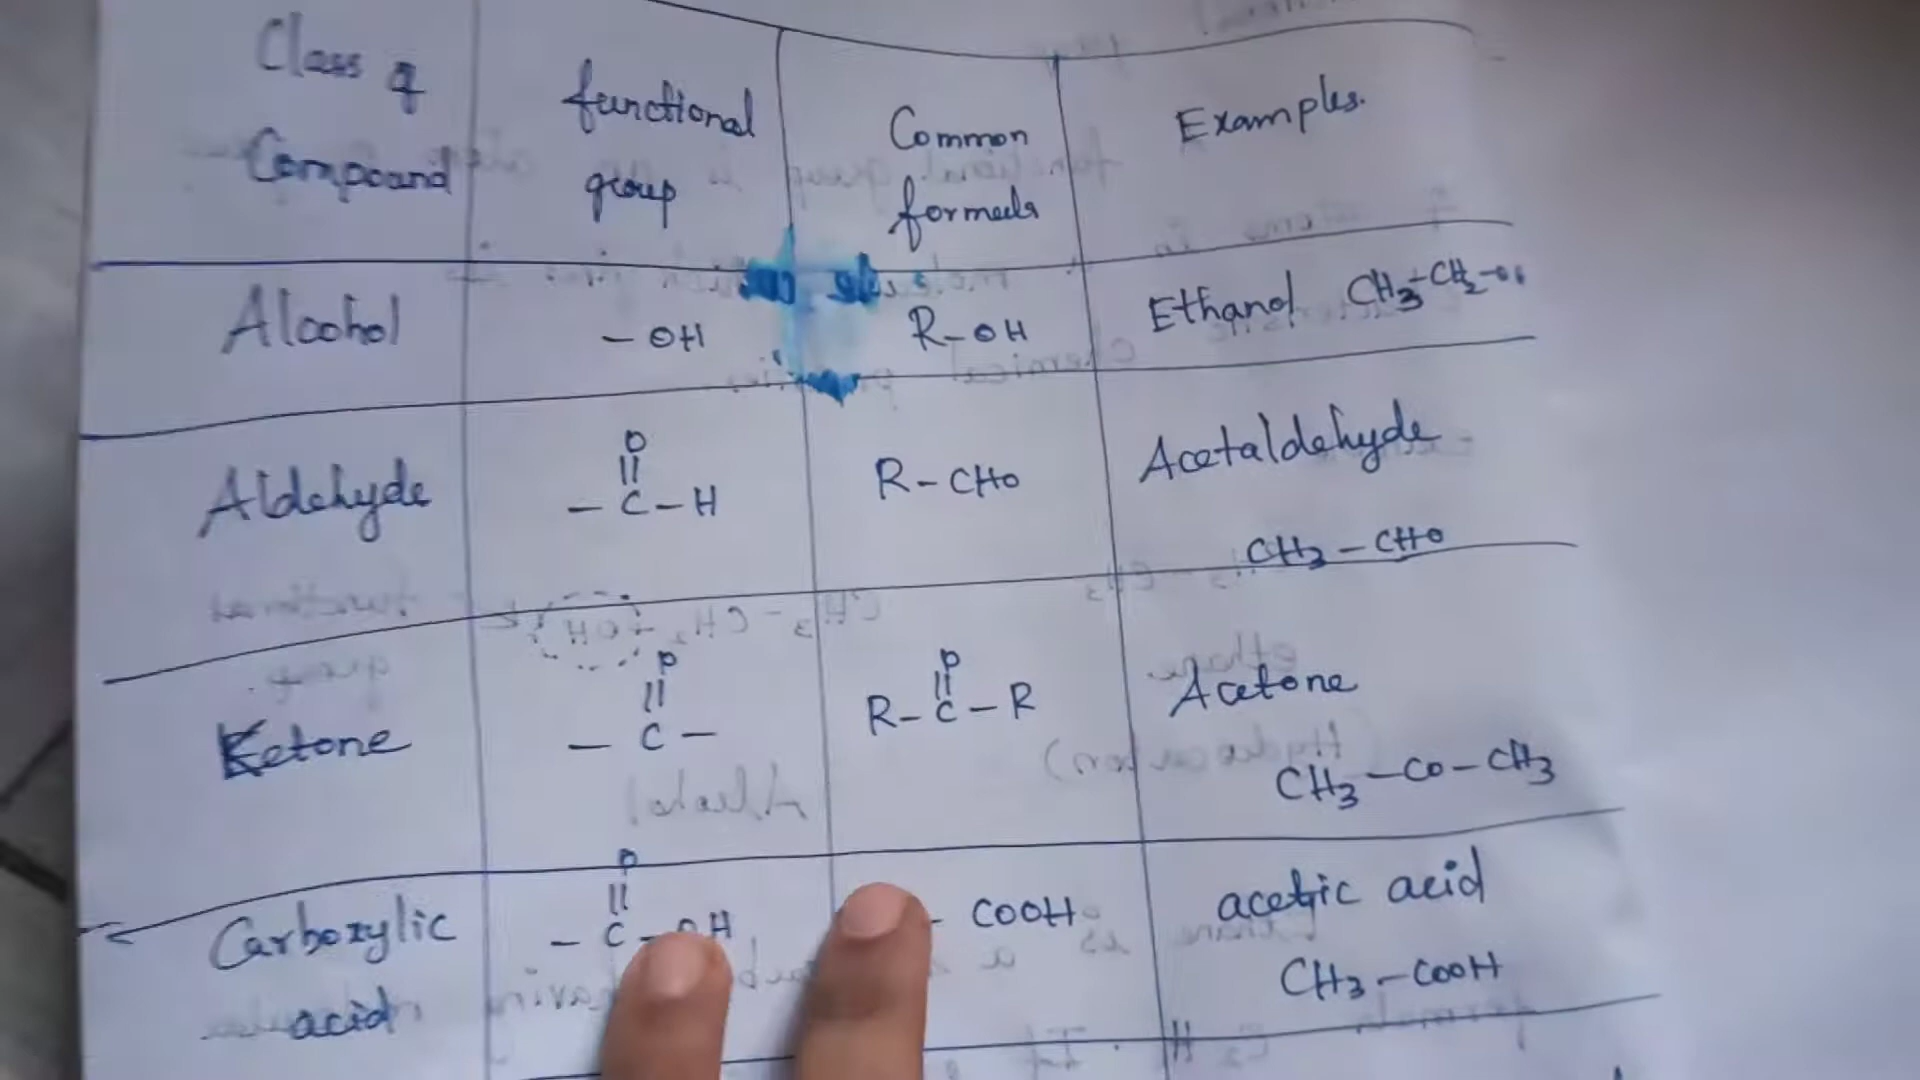 Class of
Compound
functional
group
Common
formula
Examples.
Alcohol
- OH
R-OH
Ethanol CH3-CH2-OH
Aldehyde
O
||
- C - H
R - CHO
Acetaldehyde
CH3 - CHO
Ketone
O
||
- C -
O
||
R - C - R
Acetone
CH3 - CO - CH3
Carboxylic
acid
O
||
- C - OH
- COOH
acetic acid
CH3 - COOH